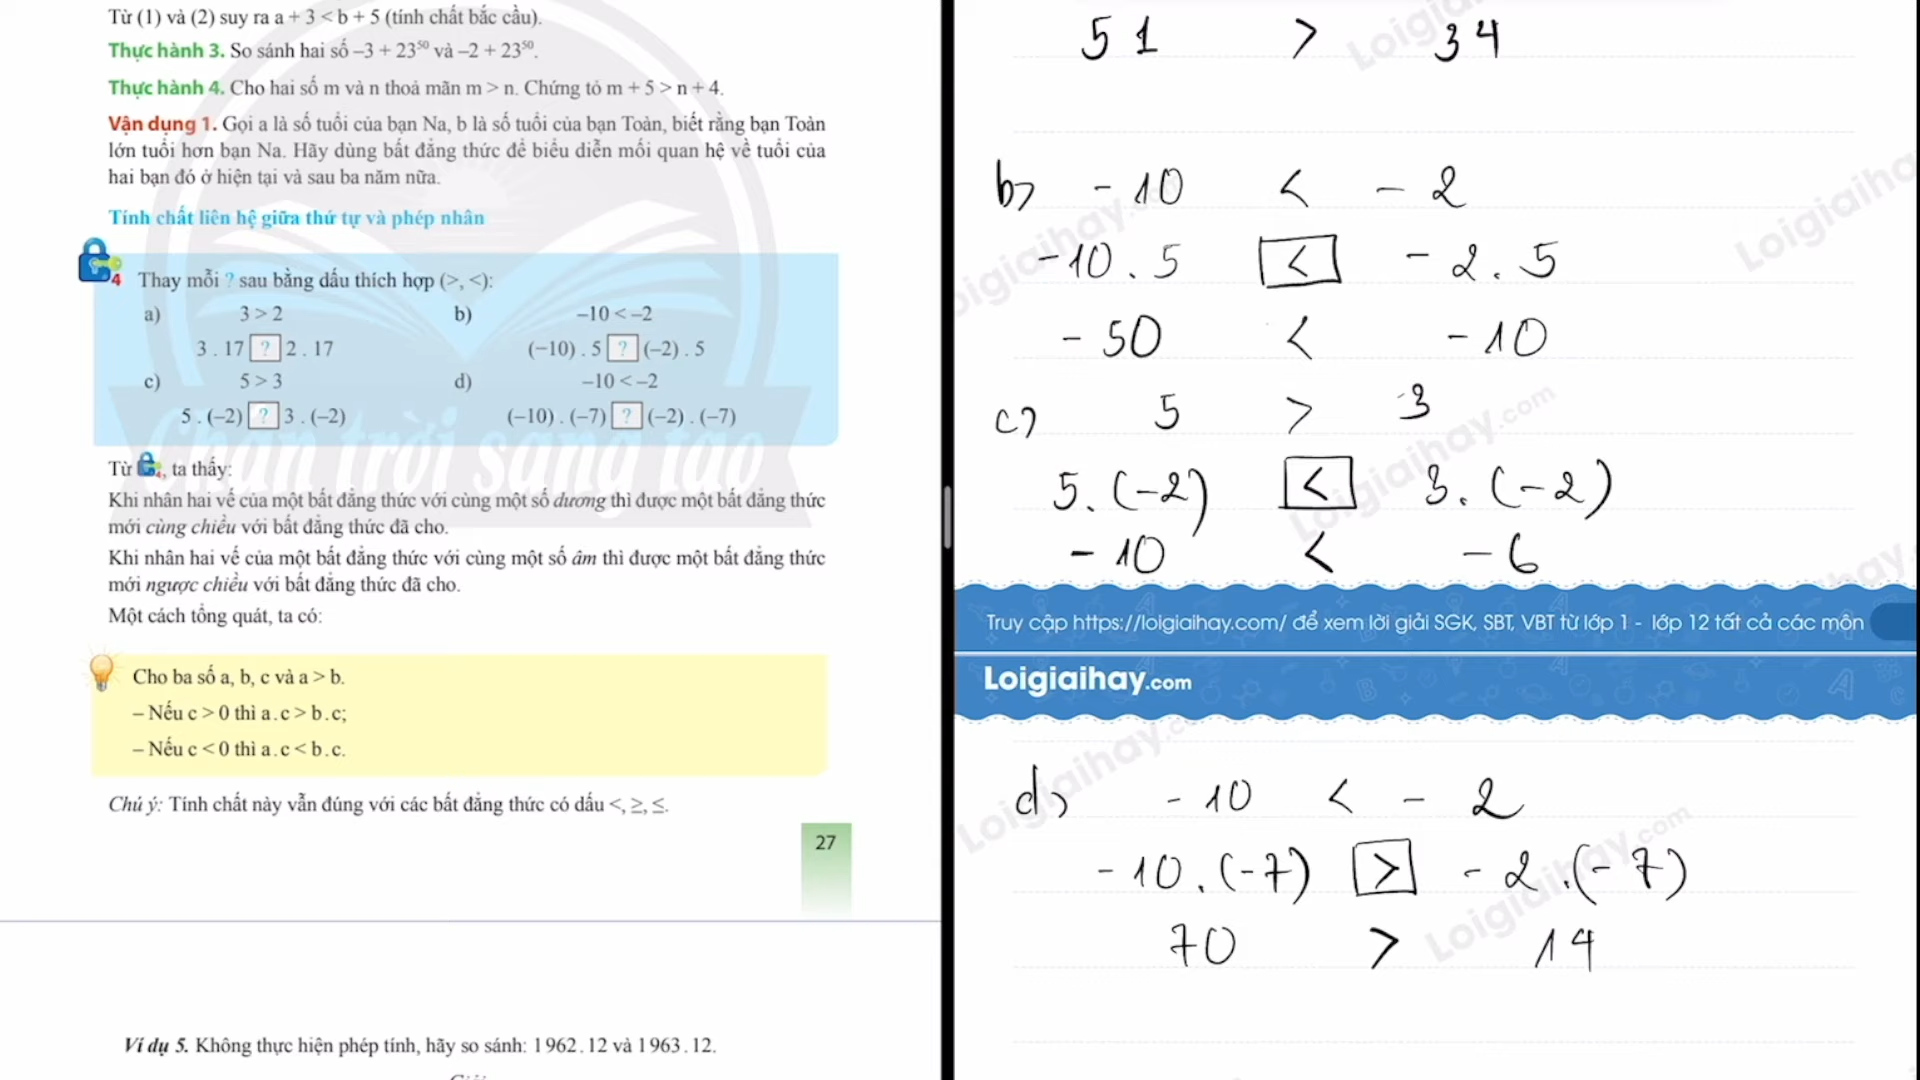 Từ (1) và (2) suy ra a + 3 < b + 5 (tính chất bắc cầu).
Thực hành 3. So sánh hai số –3 + 23⁵⁰ và –2 + 23⁵⁰.
Thực hành 4. Cho hai số m và n thoả mãn m > n. Chứng tỏ m + 5 > n + 4.
Vận dụng 1. Gọi a là số tuổi của bạn Na, b là số tuổi của bạn Toàn, biết rằng bạn Toàn
lớn tuổi hơn bạn Na. Hãy dùng bất đẳng thức để biểu diễn mối quan hệ về tuổi của
hai bạn đó ở hiện tại và sau ba năm nữa.
Tính chất liên hệ giữa thứ tự và phép nhân
4 Thay mỗi ? sau bằng dấu thích hợp (>, <):
a) 3 > 2 b) –10 < –2
3 . 17 ? 2 . 17 (–10) . 5 ? (–2) . 5
c) 5 > 3 d) –10 < –2
5 . (–2) ? 3 . (–2) (–10) . (–7) ? (–2) . (–7)
Từ 4, ta thấy:
Khi nhân hai vế của một bất đẳng thức với cùng một số dương thì được một bất đẳng thức
mới cùng chiều với bất đẳng thức đã cho.
Khi nhân hai vế của một bất đẳng thức với cùng một số âm thì được một bất đẳng thức
mới ngược chiều với bất đẳng thức đã cho.
Một cách tổng quát, ta có:
Cho ba số a, b, c và a > b.
– Nếu c > 0 thì a . c > b . c;
– Nếu c < 0 thì a . c < b . c.
Chú ý: Tính chất này vẫn đúng với các bất đẳng thức có dấu <, ≥, ≤.
27
Ví dụ 5. Không thực hiện phép tính, hãy so sánh: 1 962 . 12 và 1 963 . 12.
Chân trời sáng tạo
51 > 34
b) - 10 < - 2
-10 . 5 < - 2 . 5
- 50 < - 10
c) 5 > 3
5 . (-2) < 3 . (-2)
- 10 < - 6
Truy cập https://loigiaihay.com/ để xem lời giải SGK, SBT, VBT từ lớp 1 - lớp 12 tất cả các môn
Loigiaihay.com
d) - 10 < - 2
- 10 . (-7) > - 2 . (-7)
70 > 14